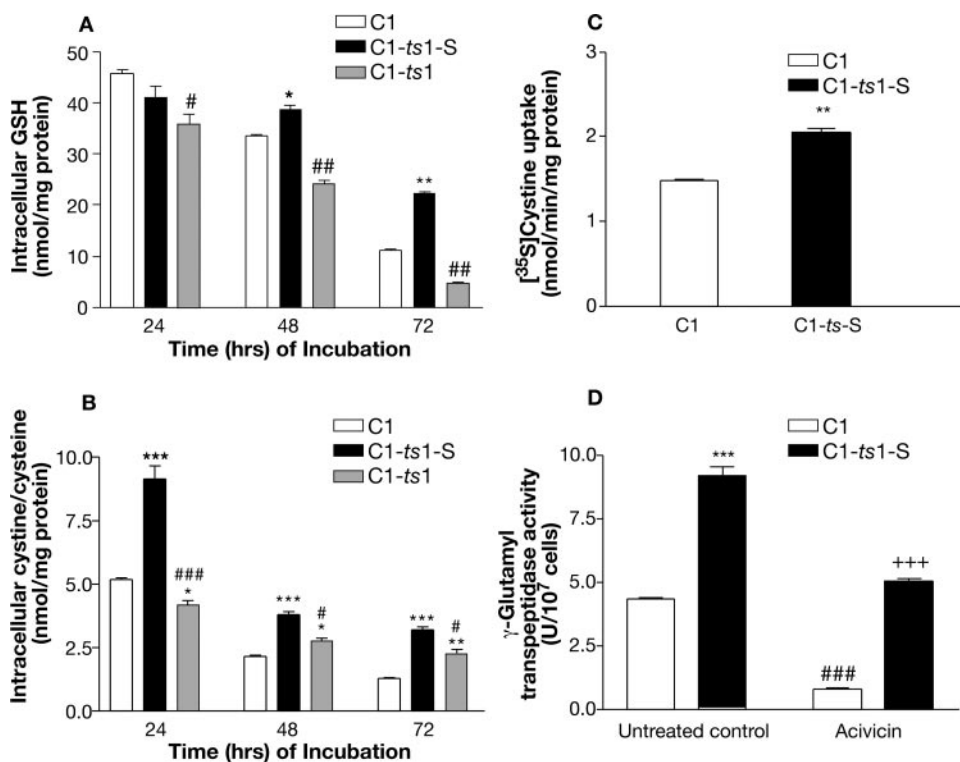 A
C1
C1-ts1-S
C1-ts1
Intracellular GSH
(nmol/mg protein)
50
40
30
20
10
0
#
*
##
**
##
24 48 72
Time (hrs) of Incubation
B
C1
C1-ts1-S
C1-ts1
Intracellular cystine/cysteine
(nmol/mg protein)
10.0
7.5
5.0
2.5
0.0
***
###
*
***
#
*
***
#
**
24 48 72
Time (hrs) of Incubation
C
C1
C1-ts1-S
[³⁵S]Cystine uptake
(nmol/min/mg protein)
3
2
1
0
**
C1 C1-ts-S
D
C1
C1-ts1-S
γ-Glutamyl
transpeptidase activity
(U/10⁷ cells)
10.0
7.5
5.0
2.5
0.0
***
###
+++
Untreated control Acivicin